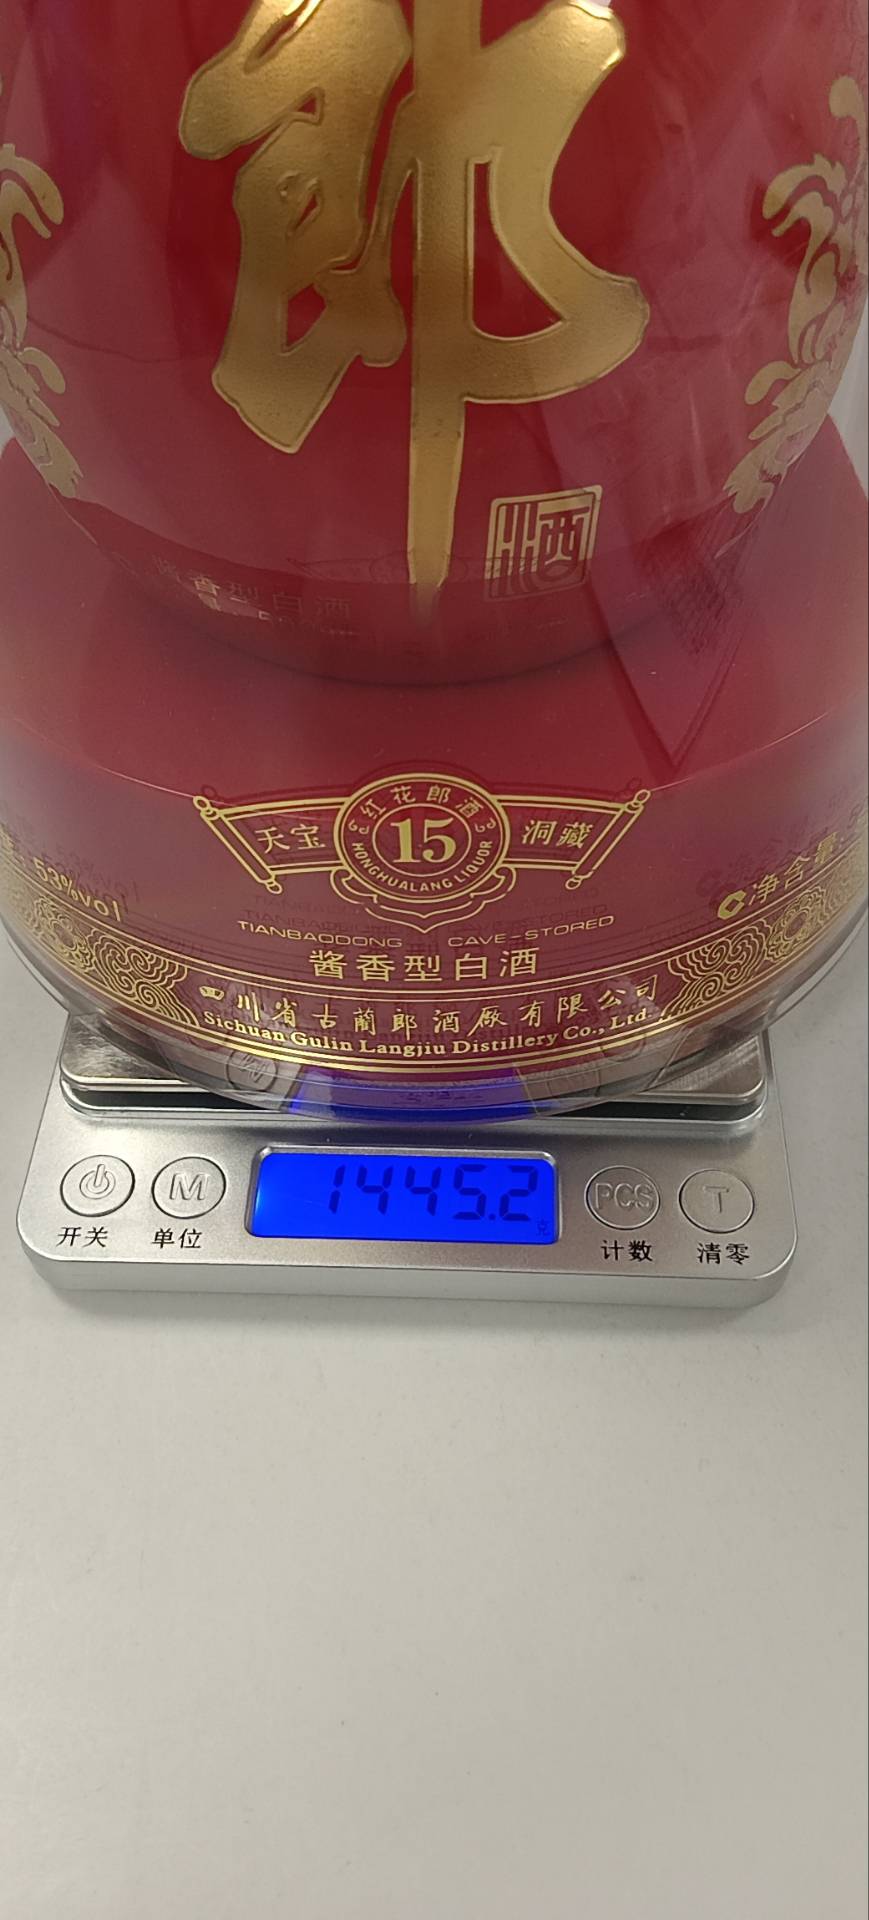 郎
酒
酱香型白酒
红花郎酒
天宝
15
洞藏
HONGHUALANG LIQUOR
53%vol
净含量
TIANBAODONG CAVE-STORED
酱香型白酒
四川省古蔺郎酒厰有限公司
Sichuan Gulin Langjiu Distillery Co., Ltd.
M
1445.2
克
PCS
T
开关
单位
计数
清零